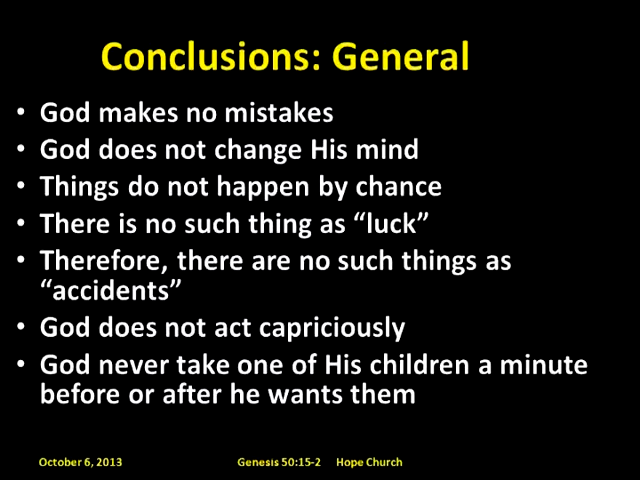 Conclusions: General
• God makes no mistakes
• God does not change His mind
• Things do not happen by chance
• There is no such thing as “luck”
• Therefore, there are no such things as
“accidents”
• God does not act capriciously
• God never take one of His children a minute
before or after he wants them
October 6, 2013 Genesis 50:15-2 Hope Church